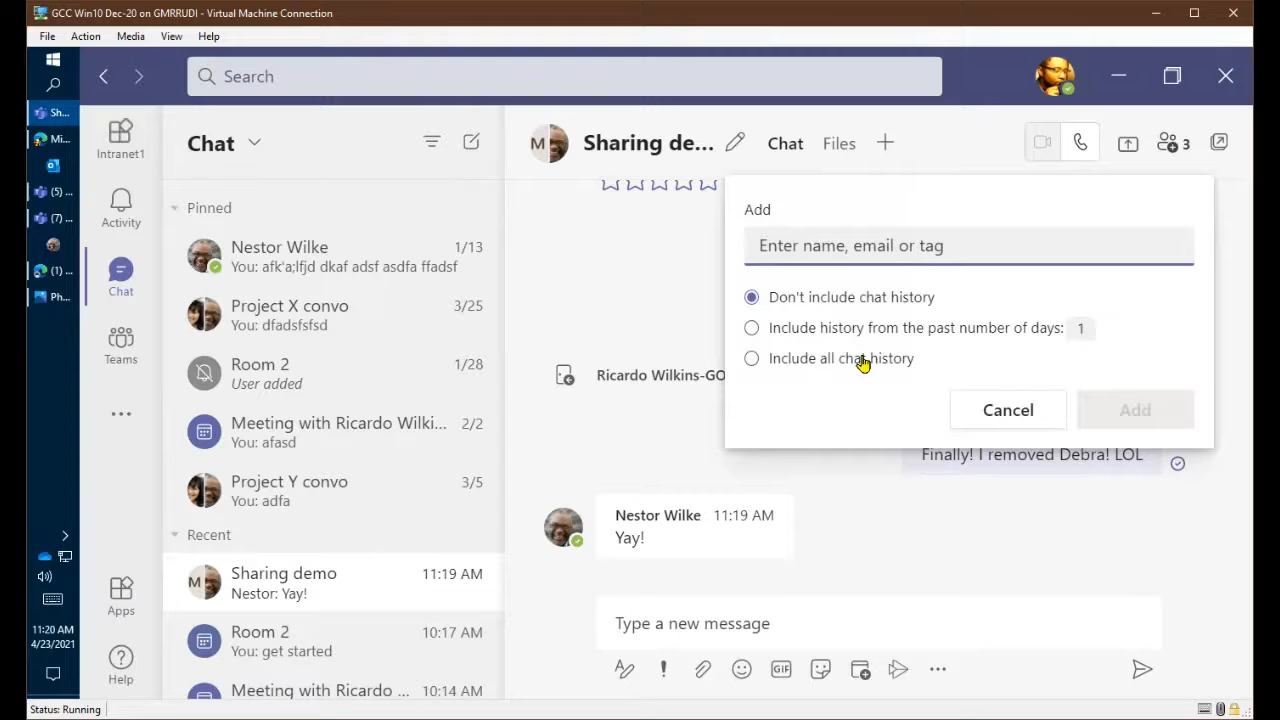 GCC Win10 Dec-20 on GMRRUDI - Virtual Machine Connection
File Action Media View Help
Search
Sh...
Mi...
(5) ...
(7) ...
(1) ...
Ph...
11:20 AM
4/23/2021
Intranet1
Activity
Chat
Teams
Apps
Help
Chat
Pinned
Nestor Wilke 1/13
You: afk'a;lfjd dkaf adsf asdfa ffadsf
Project X convo 3/25
You: dfadsfsfsd
Room 2 1/28
User added
Meeting with Ricardo Wilki... 2/2
You: afasd
Project Y convo 3/5
You: adfa
Recent
Sharing demo 11:19 AM
Nestor: Yay!
Room 2 10:17 AM
You: get started
Meeting with Ricardo ... 10:14 AM
M Sharing de... Chat Files 3
Add
Enter name, email or tag
Don't include chat history
Include history from the past number of days: 1
Include all chat history
Cancel Add
Ricardo Wilkins-GO
Finally! I removed Debra! LOL
Nestor Wilke 11:19 AM
Yay!
Type a new message
GIF
Status: Running